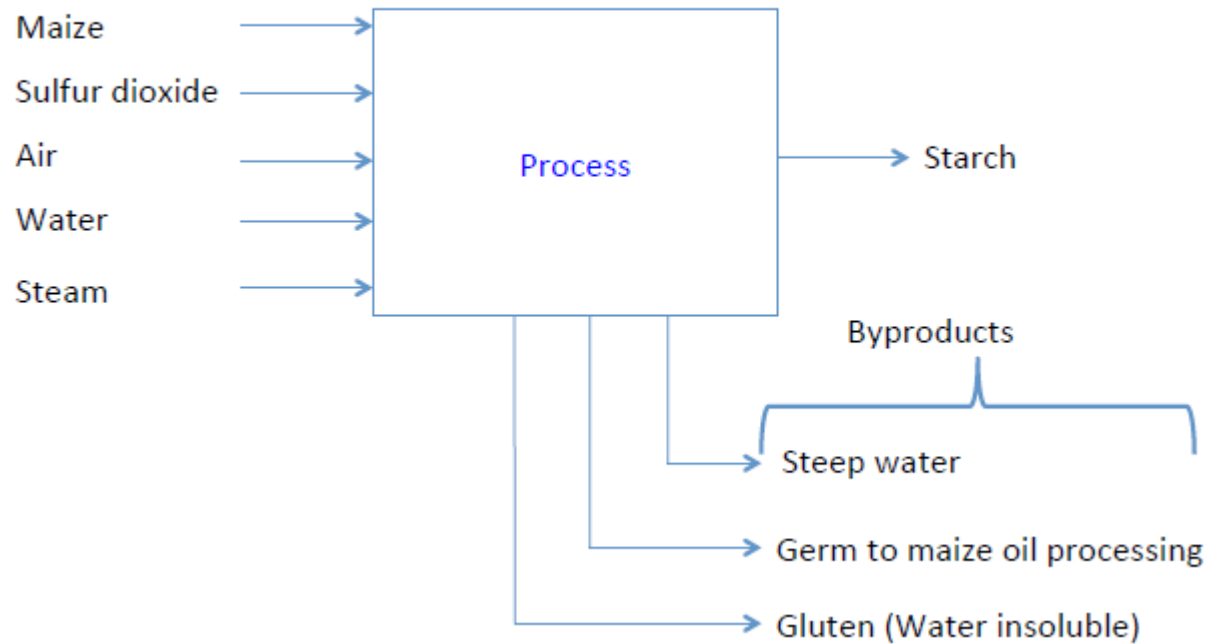 Maize
Sulfur dioxide
Air
Water
Steam
Process
Starch
Byproducts
Steep water
Germ to maize oil processing
Gluten (Water insoluble)